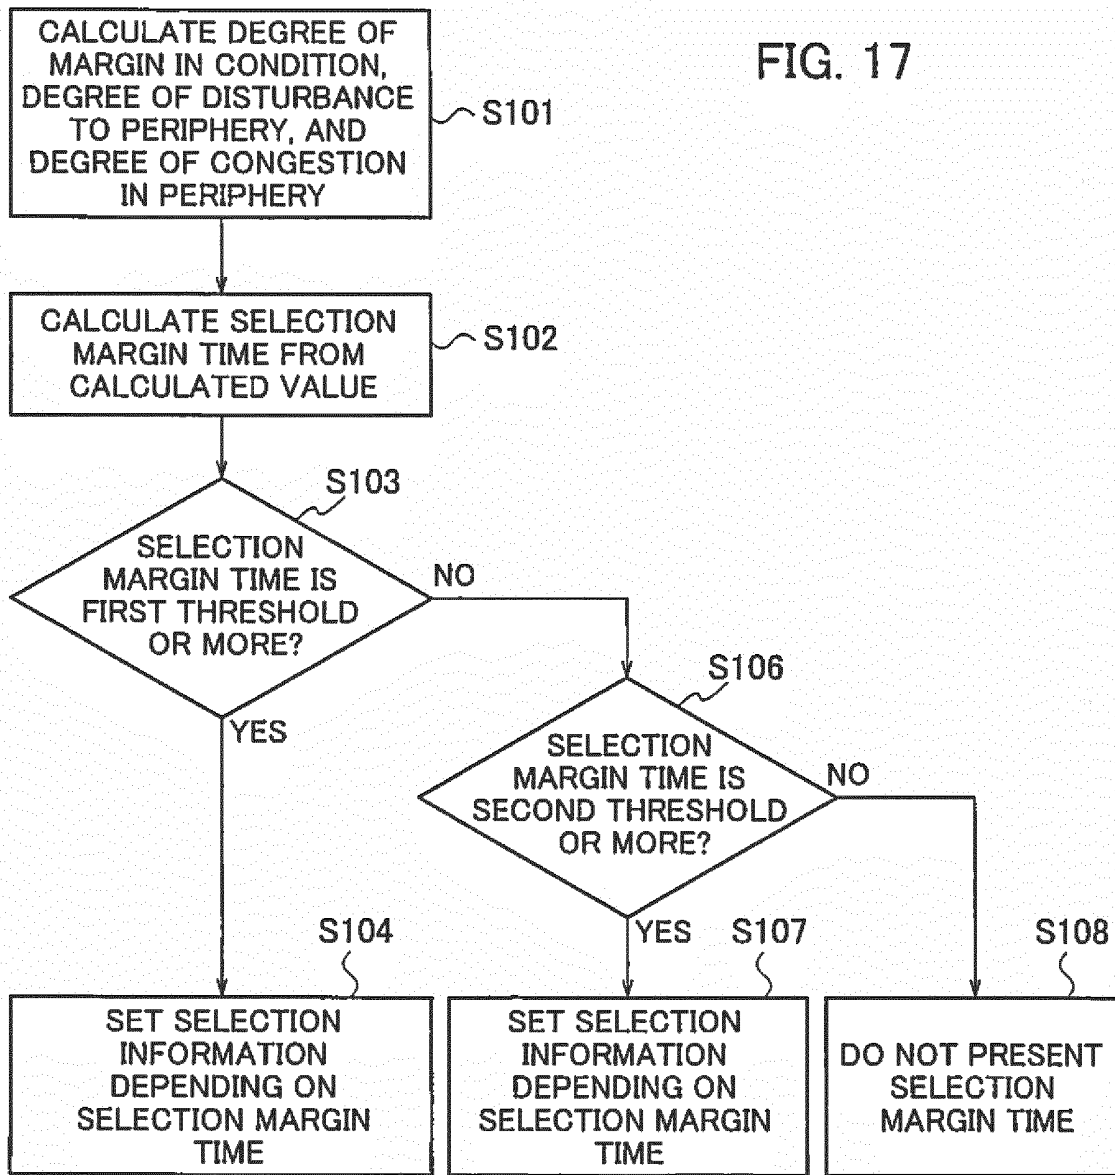 FIG. 17
CALCULATE DEGREE OF
MARGIN IN CONDITION,
DEGREE OF DISTURBANCE
TO PERIPHERY, AND
DEGREE OF CONGESTION
IN PERIPHERY
S101
CALCULATE SELECTION
MARGIN TIME FROM
CALCULATED VALUE
S102
S103
SELECTION
MARGIN TIME IS
FIRST THRESHOLD
OR MORE?
NO
YES
S106
SELECTION
MARGIN TIME IS
SECOND THRESHOLD
OR MORE?
NO
YES
S104
SET SELECTION
INFORMATION
DEPENDING ON
SELECTION MARGIN
TIME
S107
SET SELECTION
INFORMATION
DEPENDING ON
SELECTION MARGIN
TIME
S108
DO NOT PRESENT
SELECTION
MARGIN TIME